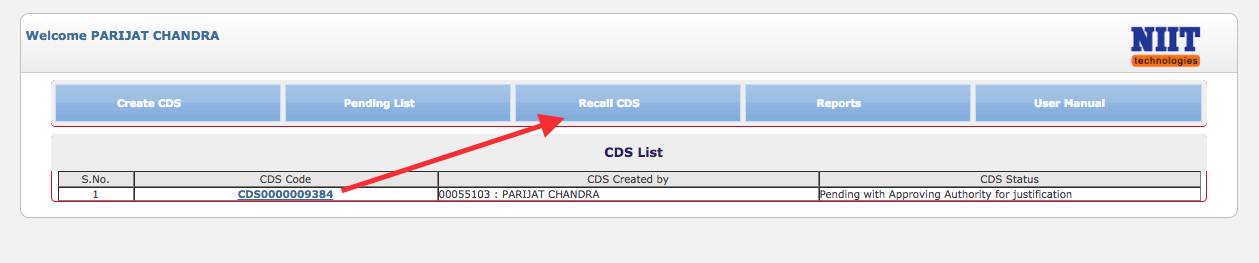 Welcome PARIJAT CHANDRA
NIIT
technologies
Create CDS Pending List Recall CDS Reports User Manual
CDS List
S.No. CDS Code CDS Created by CDS Status
1 CDS0000009384 00055103 : PARIJAT CHANDRA Pending with Approving Authority for justification